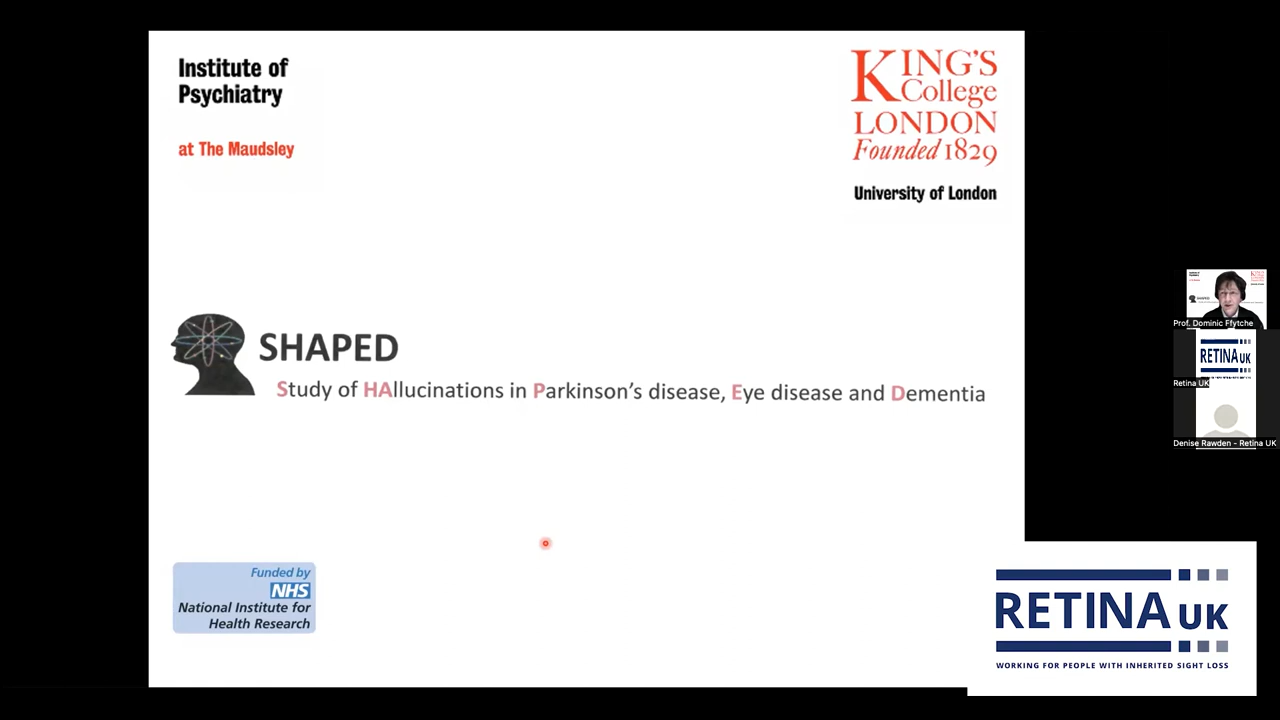 Institute of
Psychiatry
at The Maudsley
KING'S
College
LONDON
Founded 1829
University of London
SHAPED
Study of HAllucinations in Parkinson's disease, Eye disease and Dementia
Funded by
NHS
National Institute for
Health Research
Prof. Dominic Ffytche
RETINA UK
Retina UK
Denise Rawden - Retina UK
RETINA UK
WORKING FOR PEOPLE WITH INHERITED SIGHT LOSS